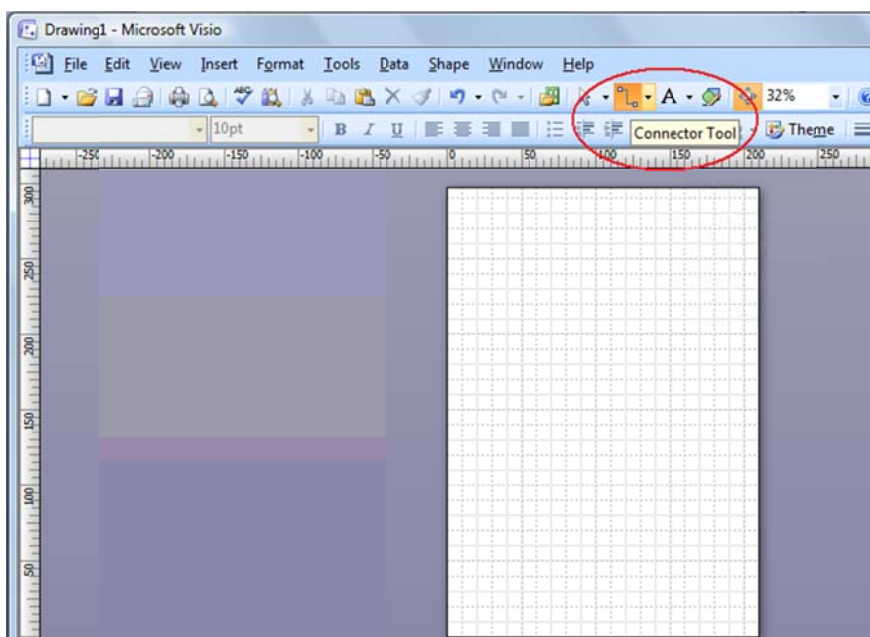 Drawing1 - Microsoft Visio
File Edit View Insert Format Tools Data Shape Window Help
ABC A 32%
10pt B I U Theme
Connector Tool
-250 -200 -150 -100 -50 0 50 100 150 200 250
300
250
200
150
100
50